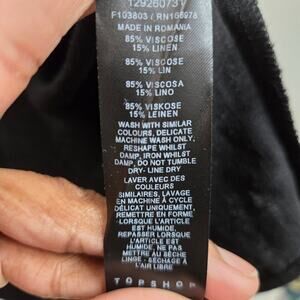 129260731
F103803 / RN166978
MADE IN ROMANIA
85% VISCOSE
15% LINEN
85% VISCOSE
15% LIN
85% VISCOSA
15% LINO
85% VISKOSE
15% LEINEN
WASH WITH SIMILAR
COLOURS, DELICATE
MACHINE WASH ONLY,
RESHAPE WHILST
DAMP, IRON WHILST
DAMP, DO NOT TUMBLE
DRY- LINE DRY
LAVER AVEC DES
COULEURS
SIMILAIRES, LAVAGE
EN MACHINE À CYCLE
DÉLICAT UNIQUEMENT,
REMETTRE EN FORME
LORSQUE L'ARTICLE
EST HUMIDE,
REPASSER LORSQUE
L'ARTICLE EST
HUMIDE, NE PAS
METTRE AU SÈCHE
LINGE - SÉCHAGE À
L'AIR LIBRE
TOPSHOP